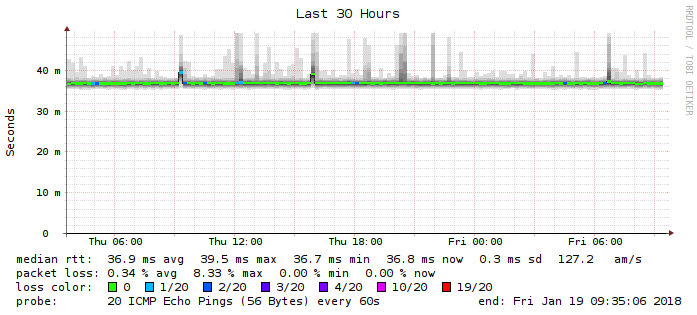 Last 30 Hours
RRDTOOL / TOBI OETIKER
Seconds
40 m
30 m
20 m
10 m
0
Thu 06:00 Thu 12:00 Thu 18:00 Fri 00:00 Fri 06:00
median rtt: 36.9 ms avg 39.5 ms max 36.7 ms min 36.8 ms now 0.3 ms sd 127.2 am/s
packet loss: 0.34 % avg 8.33 % max 0.00 % min 0.00 % now
loss color: 0 1/20 2/20 3/20 4/20 10/20 19/20
probe: 20 ICMP Echo Pings (56 Bytes) every 60s end: Fri Jan 19 09:35:06 2018